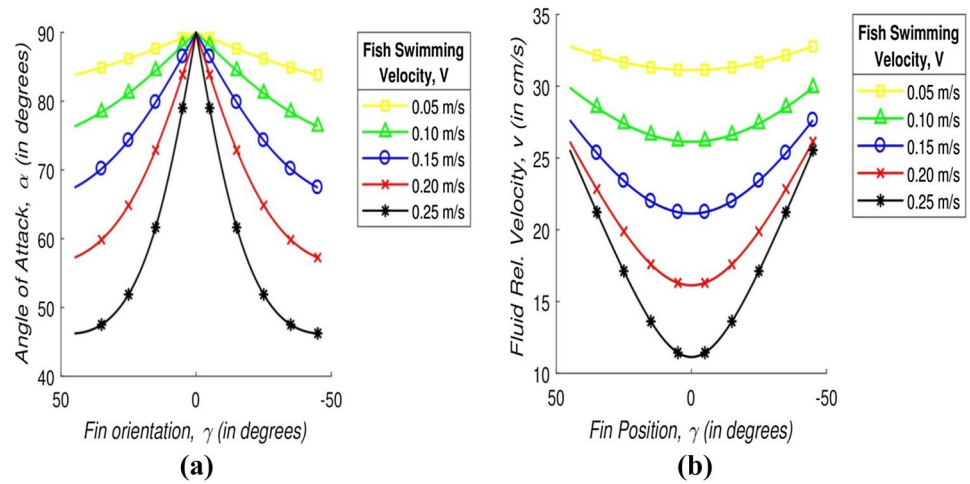 90
80
70
60
50
40
50
0
-50
Angle of Attack, α (in degrees)
Fin orientation, γ (in degrees)
Fish Swimming
Velocity, V
0.05 m/s
0.10 m/s
0.15 m/s
0.20 m/s
0.25 m/s
(a)
35
30
25
20
15
10
50
0
-50
Fluid Rel. Velocity, v (in cm/s)
Fin Position, γ (in degrees)
Fish Swimming
Velocity, V
0.05 m/s
0.10 m/s
0.15 m/s
0.20 m/s
0.25 m/s
(b)